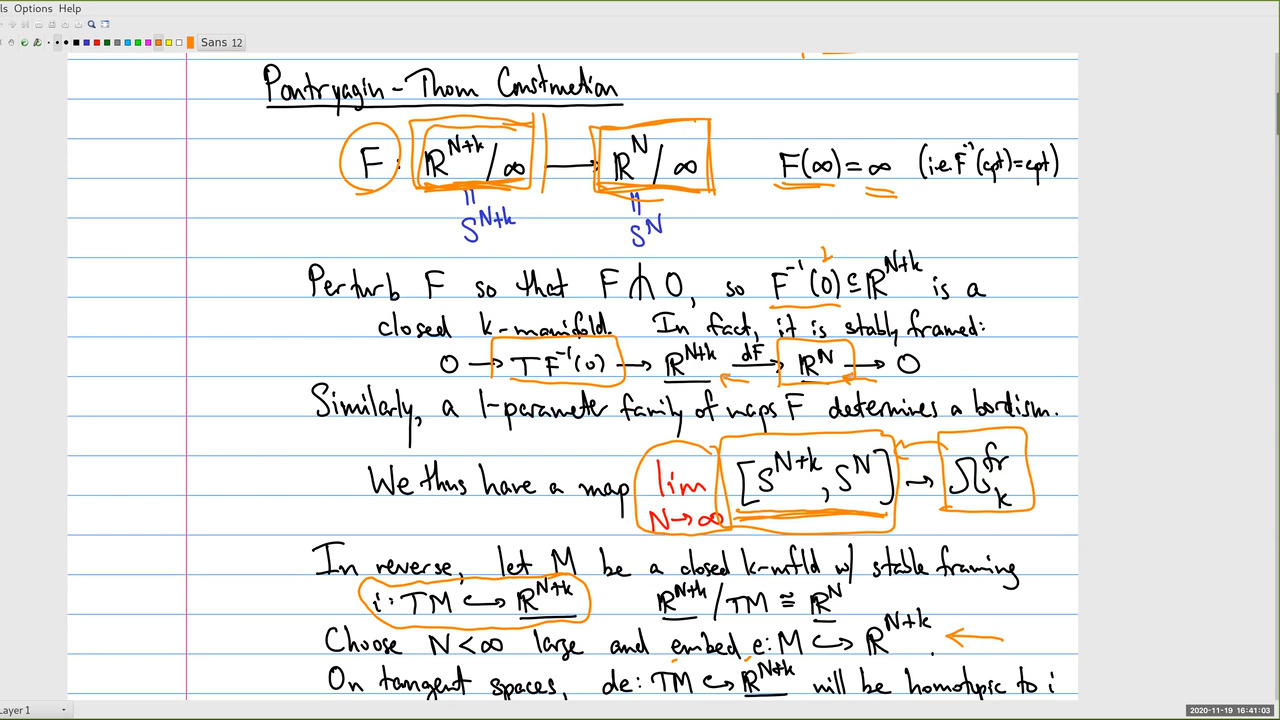 ls Options Help
Sans 12
Pontryagin-Thom Construction
F : ℝ^{N+k} / ∞ → ℝ^N / ∞ F(∞) = ∞ (i.e. F^{-1}(cpt) = cpt)
= S^{N+k} = S^N
Perturb F so that F ⋔ 0, so F^{-1}(0) ⊆ ℝ^{N+k} is a
closed k-manifold. In fact, it is stably framed:
0 → TF^{-1}(0) → ℝ^{N+k} →^{dF} ℝ^N → 0
Similarly, a 1-parameter family of maps F determines a bordism.
We thus have a map lim_{N→∞} [S^{N+k}, S^N] → Ω_k^{fr}
In reverse, let M be a closed k-mfld w/ stable framing
i: TM ↪ ℝ^{N+k} ℝ^{N+k}/TM ≅ ℝ^N
Choose N < ∞ large and embed e: M ↪ ℝ^{N+k}.
On tangent spaces, de: TM ↪ ℝ^{N+k} will be homotopic to i
Layer 1
2020-11-19 16:41:03